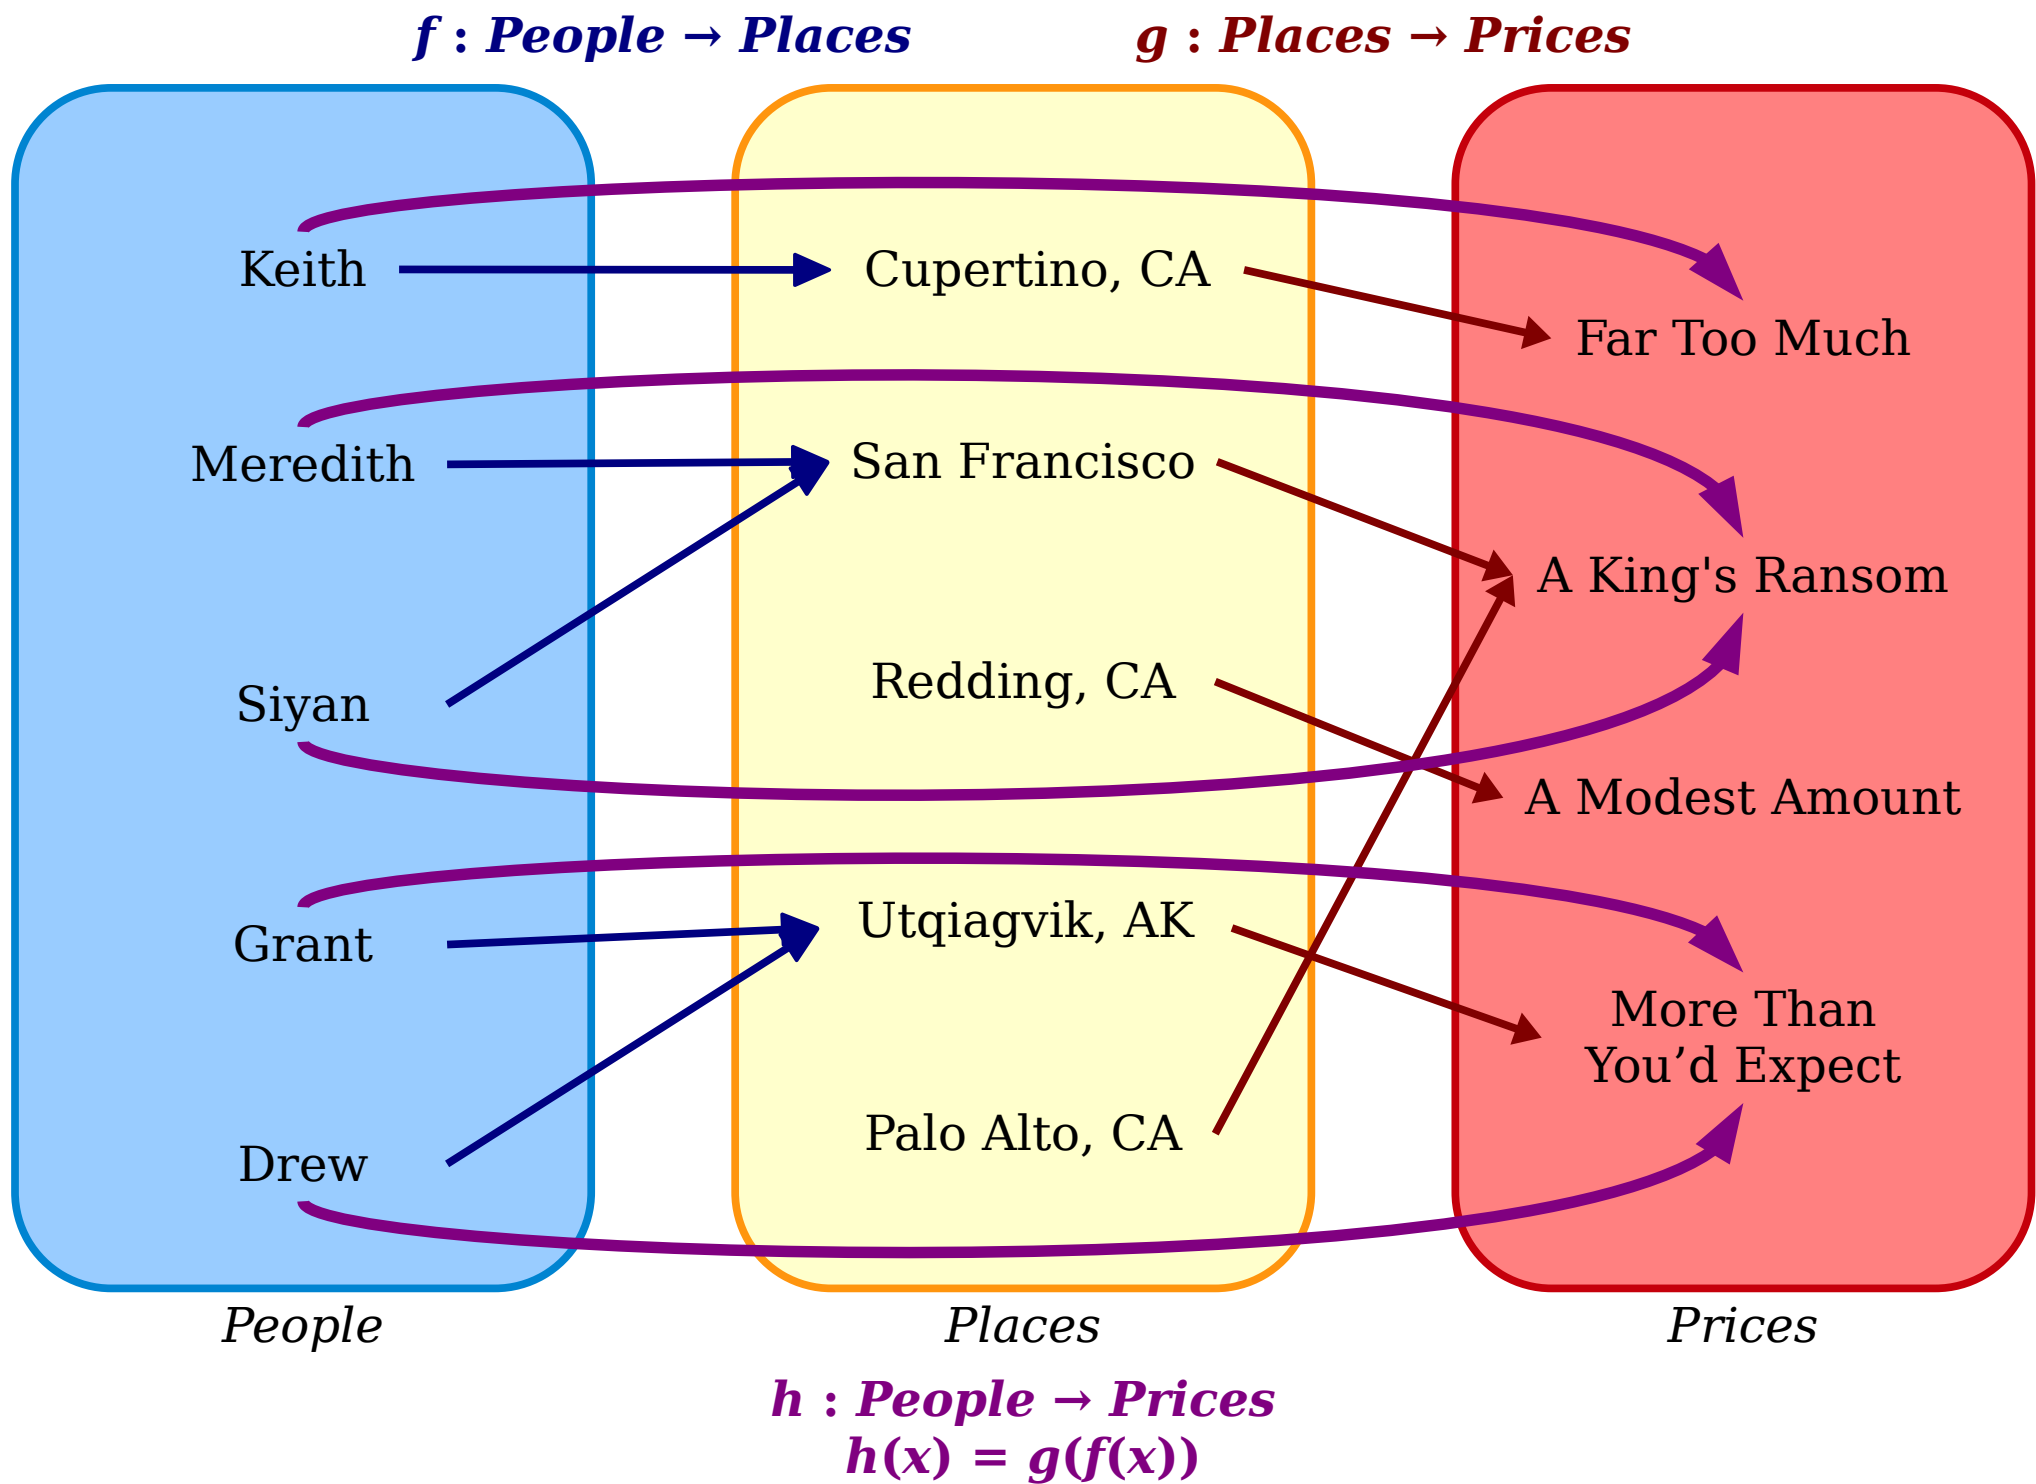 f : People → Places
g : Places → Prices
Keith
Meredith
Siyan
Grant
Drew
Cupertino, CA
San Francisco
Redding, CA
Utqiagvik, AK
Palo Alto, CA
Far Too Much
A King's Ransom
A Modest Amount
More Than
You’d Expect
People
Places
Prices
h : People → Prices
h(x) = g(f(x))